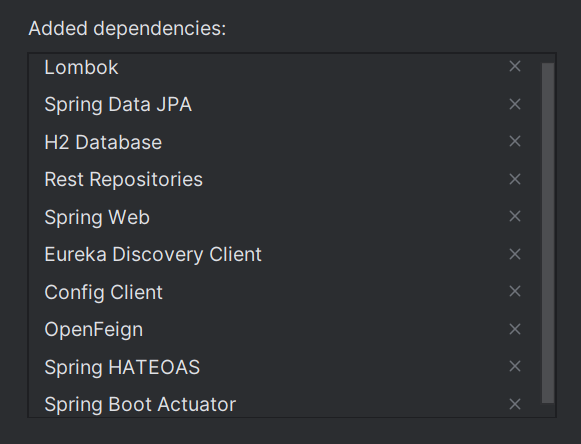 Added dependencies:
Lombok
Spring Data JPA
H2 Database
Rest Repositories
Spring Web
Eureka Discovery Client
Config Client
OpenFeign
Spring HATEOAS
Spring Boot Actuator